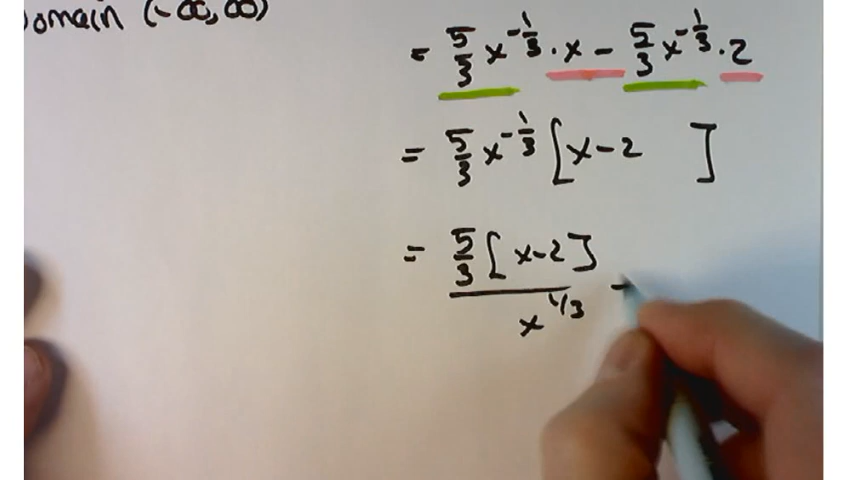 Domain (-∞, ∞)
= 5/3 x^{-1/3} · x - 5/3 x^{-1/3} · 2
= 5/3 x^{-1/3} [x-2 ]
= 5/3 [x-2] / x^{1/3}